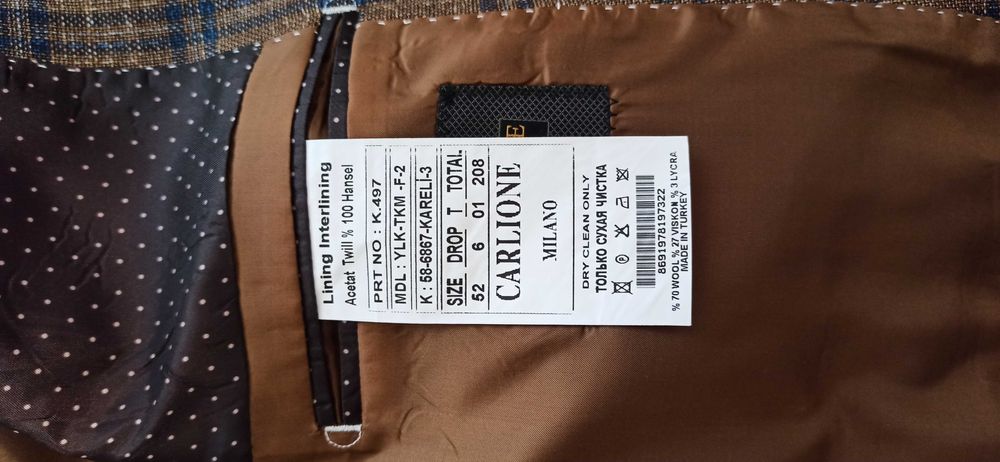 Lining Interlining
Acetat Twill % 100 Hansel
PRT NO : K.497
MDL : YLK-TKM -F-2
K : 58-6867-KARELİ-3
SIZE DROP T TOTAL
52 6 01 208
CARLIONE
MILANO
DRY CLEAN ONLY
ТОЛЬКО СУХАЯ ЧИСТКА
8691978197322
% 70 WOOL % 27 VISKON % 3 LYCRA
MADE IN TURKEY
E